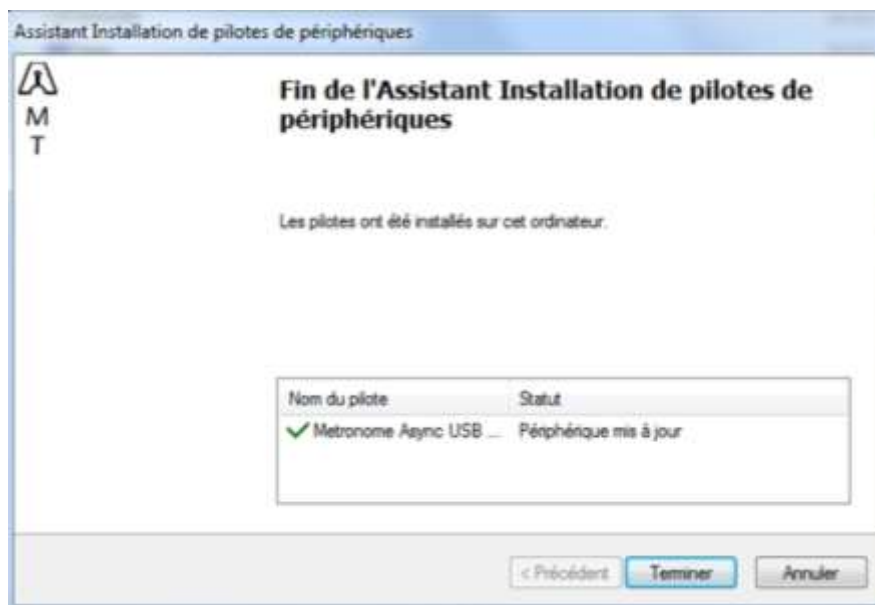 Assistant Installation de pilotes de périphériques
M
T
Fin de l'Assistant Installation de pilotes de
périphériques
Les pilotes ont été installés sur cet ordinateur.
Nom du pilote Statut
Metronome Async USB ... Périphérique mis à jour
< Précédent Terminer Annuler